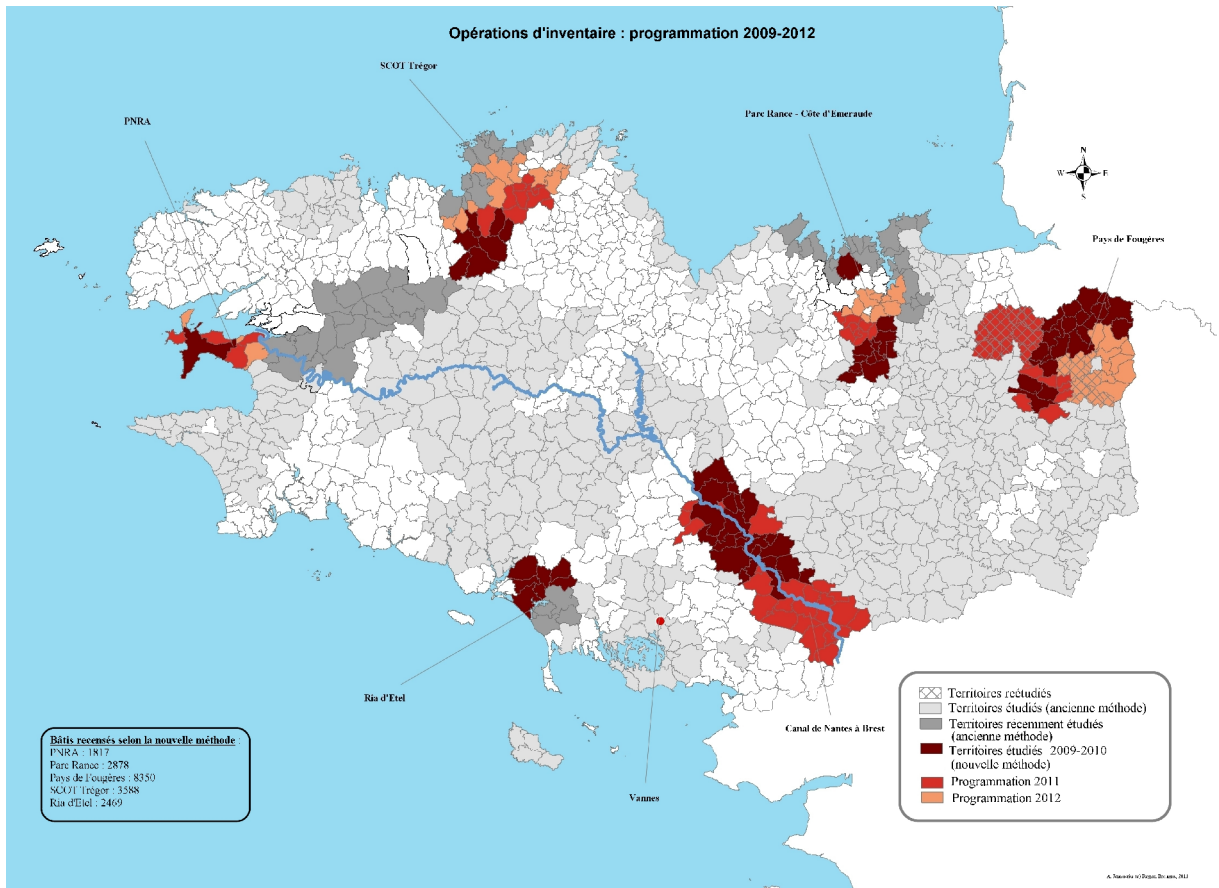 Opérations d'inventaire : programmation 2009-2012
SCOT Trégor
PNRA
Parc Rance - Côte d'Emeraude
N
W
E
S
Pays de Fougères
Ria d'Etel
Canal de Nantes à Brest
Vannes
Bâtis recensés selon la nouvelle méthode :
PNRA : 1817
Parc Rance : 2878
Pays de Fougères : 8350
SCOT Trégor : 3588
Ria d'Etel : 2469
Territoires reétudiés
Territoires étudiés (ancienne méthode)
Territoires récemment étudiés
(ancienne méthode)
Territoires étudiés 2009-2010
(nouvelle méthode)
Programmation 2011
Programmation 2012